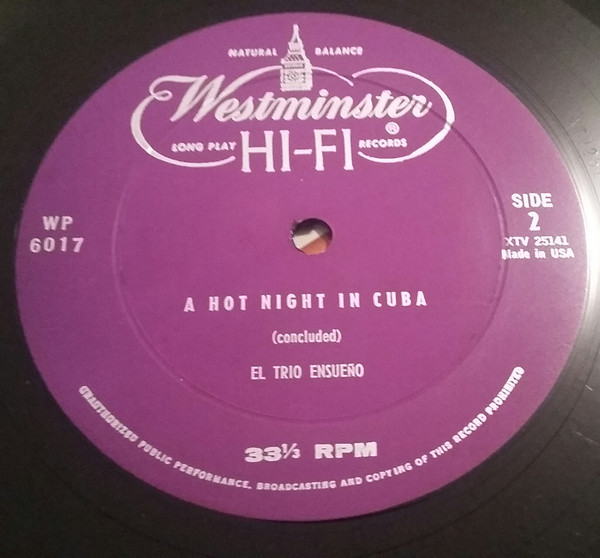 NATURAL BALANCE
Westminster®
LONG PLAY HI-FI RECORDS
WP
6017
SIDE
2
XTV 25141
Made in USA
A HOT NIGHT IN CUBA
(concluded)
EL TRIO ENSUEÑO
33⅓ RPM
UNAUTHORIZED PUBLIC PERFORMANCE, BROADCASTING AND COPYING OF THIS RECORD PROHIBITED